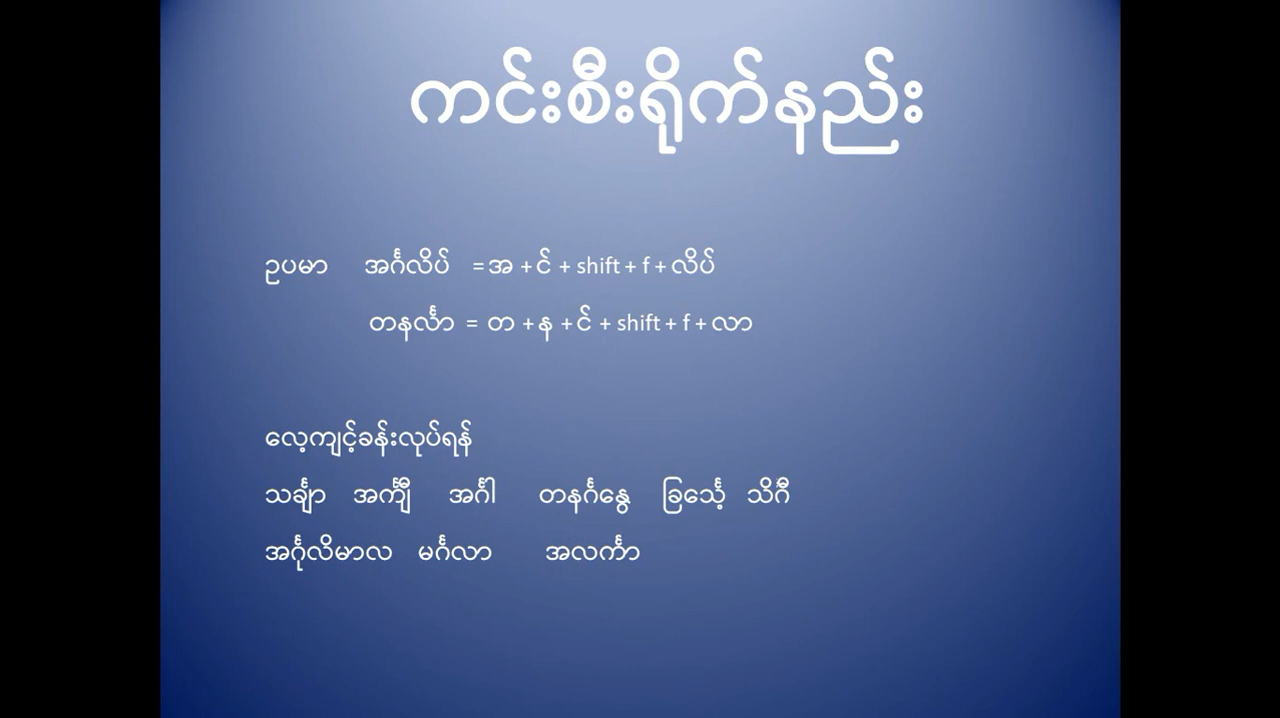 ကင်းစီးရိုက်နည်း
ဥပမာ အင်္ဂလိပ် =အ + င် + shift + f + လိပ်
တနင်္လာ = တ + န + င် + shift + f + လာ
လေ့ကျင့်ခန်းလုပ်ရန်
သင်္ချာ အင်္ကျီ အင်္ဂါ တနင်္ဂနွေ ခြင်္သေ့ သိင်္ဂီ
အင်္ဂုလိမာလ မင်္ဂလာ အလင်္ကာ